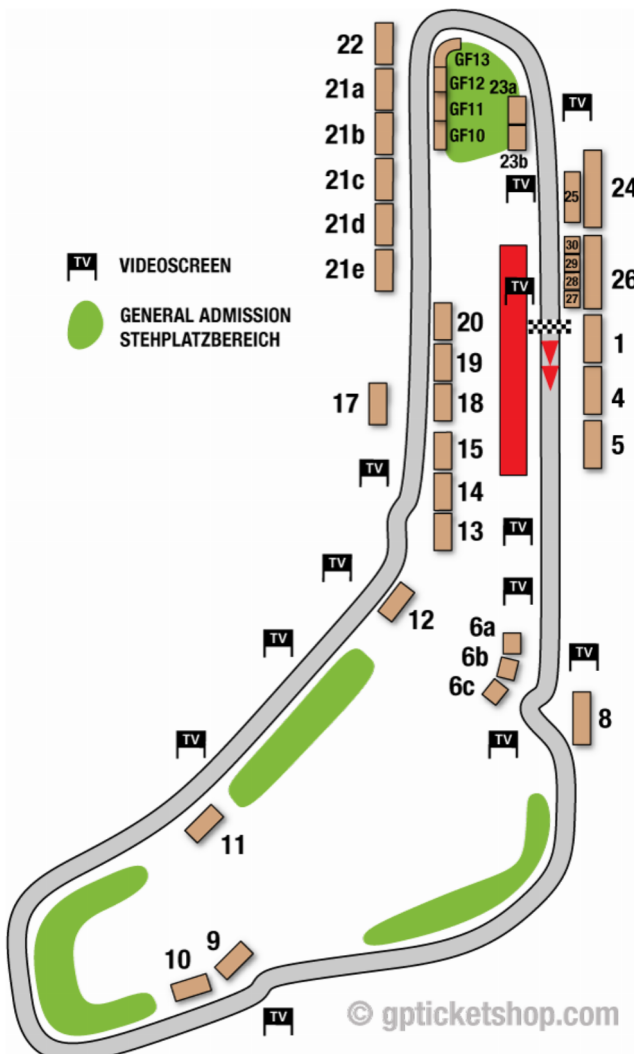 22
GF13
21a
GF12
23a
TV
GF11
21b
GF10
23b
21c
TV
24
25
21d
30
TV
VIDEOSCREEN
21e
29
26
28
TV
27
GENERAL ADMISSION
STEHPLATZBEREICH
20
1
19
17
18
4
15
5
TV
14
13
TV
TV
TV
12
6a
TV
6b
TV
6c
8
TV
TV
11
9
10
TV
© gpticketshop.com